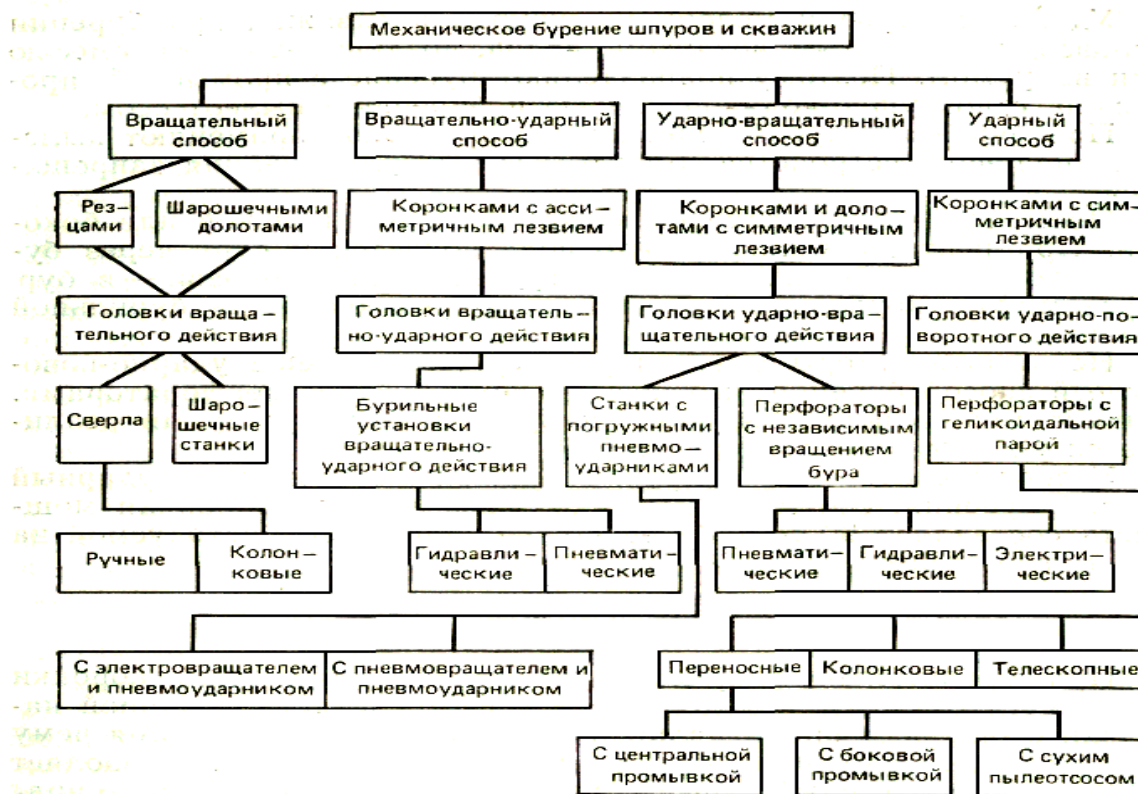 Механическое бурение шпуров и скважин
Вращательный
способ
Вращательно-ударный
способ
Ударно-вращательный
способ
Ударный
способ
Рез-
цами
Шарошечными
долотами
Коронками с асси-
метричным лезвием
Коронками и доло-
тами с симметричным
лезвием
Коронками с сим-
метричным
лезвием
Головки враща-
тельного действия
Головки вращатель-
но-ударного действия
Головки ударно-вра-
щательного действия
Головки ударно-по-
воротного действия
Сверла
Шаро-
шечные
станки
Бурильные
установки
вращательно-
ударного действия
Станки с
погружными
пневмо-
ударниками
Перфораторы
с независимым
вращением
бура
Перфораторы с
геликоидальной
парой
Ручные
Колон-
ковые
Гидравли-
ческие
Пневмати-
ческие
Пневмати-
ческие
Гидравли-
ческие
Электри-
ческие
С электровращателем
и пневмоударником
С пневмовращателем и
пневмоударником
Переносные
Колонковые
Телескопные
С центральной
промывкой
С боковой
промывкой
С сухим
пылеотсосом